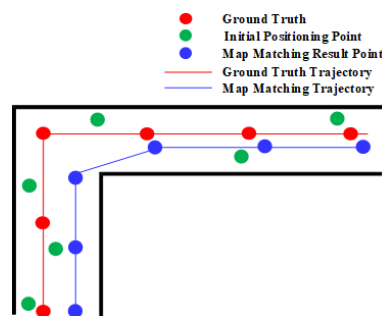 Ground Truth
Initial Positioning Point
Map Matching Result Point
Ground Truth Trajectory
Map Matching Trajectory